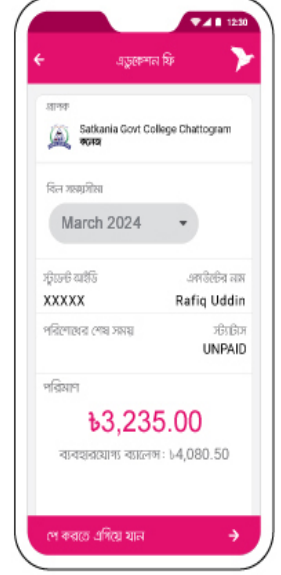 12:30
এডুকেশন ফি
প্রাপক
Satkania Govt College Chattogram
কলেজ
বিল সময়সীমা
March 2024
স্টুডেন্ট আইডি
একাউন্টের নাম
XXXXX
Rafiq Uddin
পরিশোধের শেষ সময়
স্ট্যাটাস
UNPAID
পরিমাণ
৳3,235.00
ব্যবহারযোগ্য ব্যালেন্স: ৳4,080.50
পে করতে এগিয়ে যান